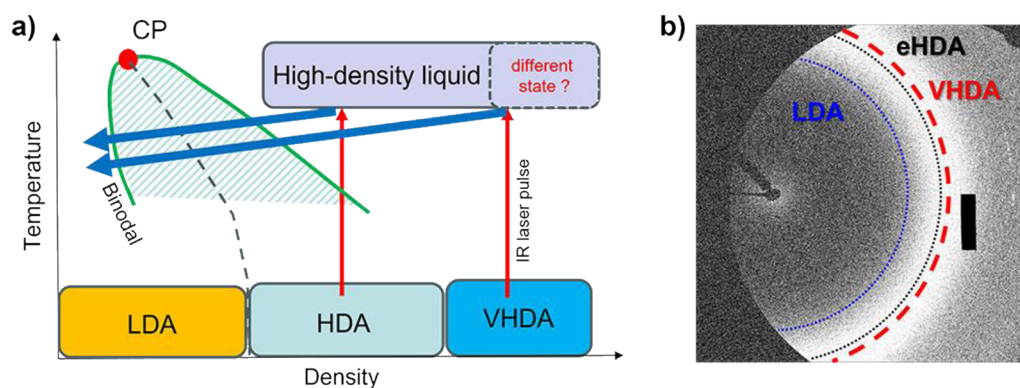 a)
CP
High-density liquid
different
state ?
Temperature
Binodal
IR laser pulse
LDA
HDA
VHDA
Density
b)
eHDA
VHDA
LDA